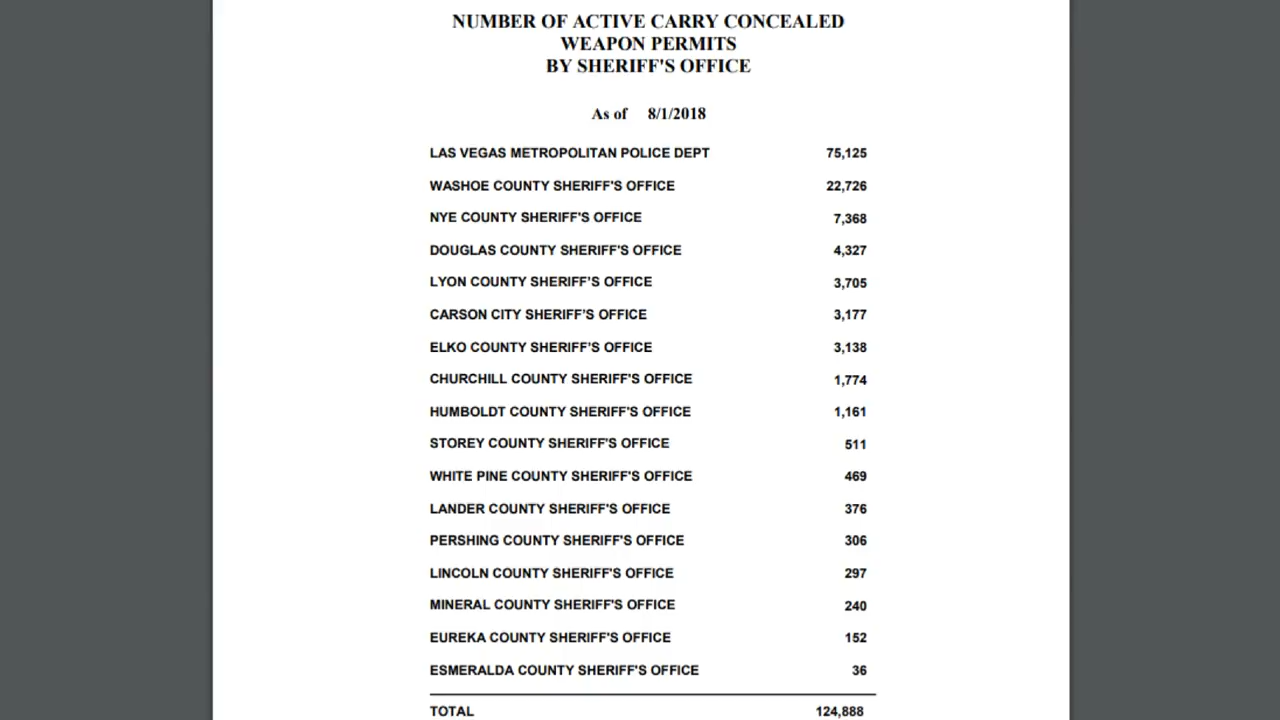 NUMBER OF ACTIVE CARRY CONCEALED
WEAPON PERMITS
BY SHERIFF'S OFFICE
As of 8/1/2018
LAS VEGAS METROPOLITAN POLICE DEPT 75,125
WASHOE COUNTY SHERIFF'S OFFICE 22,726
NYE COUNTY SHERIFF'S OFFICE 7,368
DOUGLAS COUNTY SHERIFF'S OFFICE 4,327
LYON COUNTY SHERIFF'S OFFICE 3,705
CARSON CITY SHERIFF'S OFFICE 3,177
ELKO COUNTY SHERIFF'S OFFICE 3,138
CHURCHILL COUNTY SHERIFF'S OFFICE 1,774
HUMBOLDT COUNTY SHERIFF'S OFFICE 1,161
STOREY COUNTY SHERIFF'S OFFICE 511
WHITE PINE COUNTY SHERIFF'S OFFICE 469
LANDER COUNTY SHERIFF'S OFFICE 376
PERSHING COUNTY SHERIFF'S OFFICE 306
LINCOLN COUNTY SHERIFF'S OFFICE 297
MINERAL COUNTY SHERIFF'S OFFICE 240
EUREKA COUNTY SHERIFF'S OFFICE 152
ESMERALDA COUNTY SHERIFF'S OFFICE 36
TOTAL 124,888